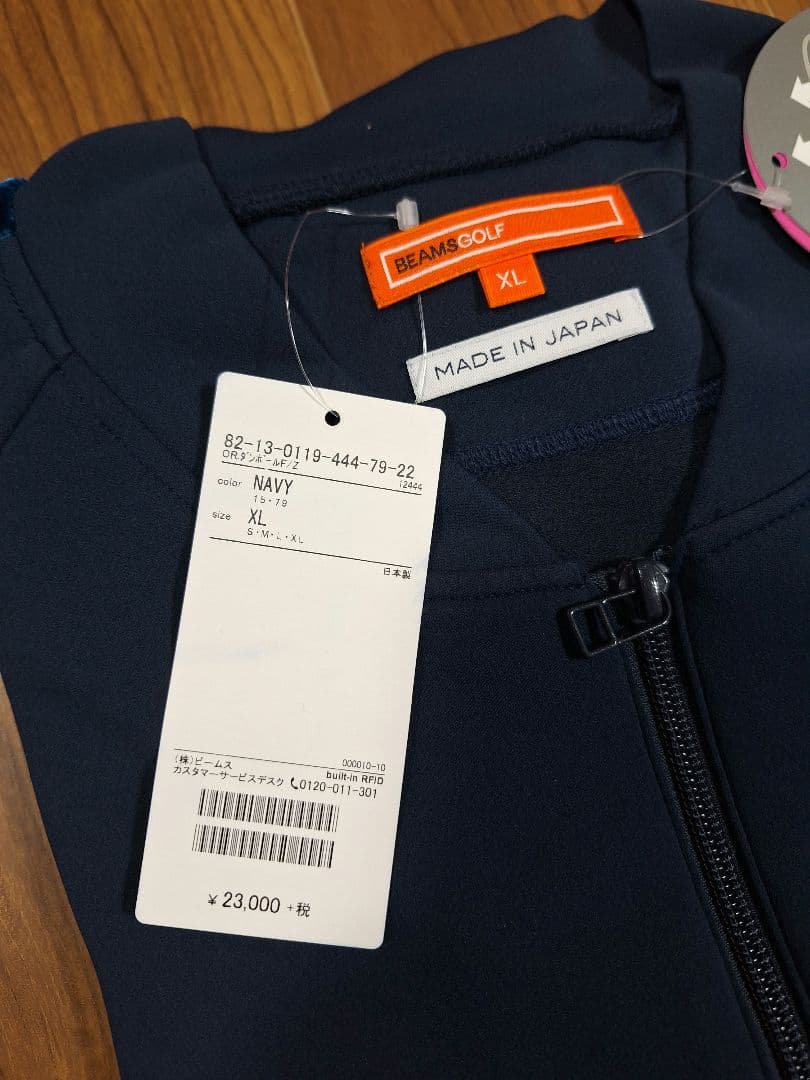 BEAMSGOLF
XL
MADE IN JAPAN
82-13-0119-444-79-22
OR.ダンボールF/Z
12444
color NAVY
15・79
size XL
S・M・L・XL
日本製
(株)ビームス 000010-10
built-in RFID
カスタマーサービスデスク 0120-011-301
¥ 23,000 +税